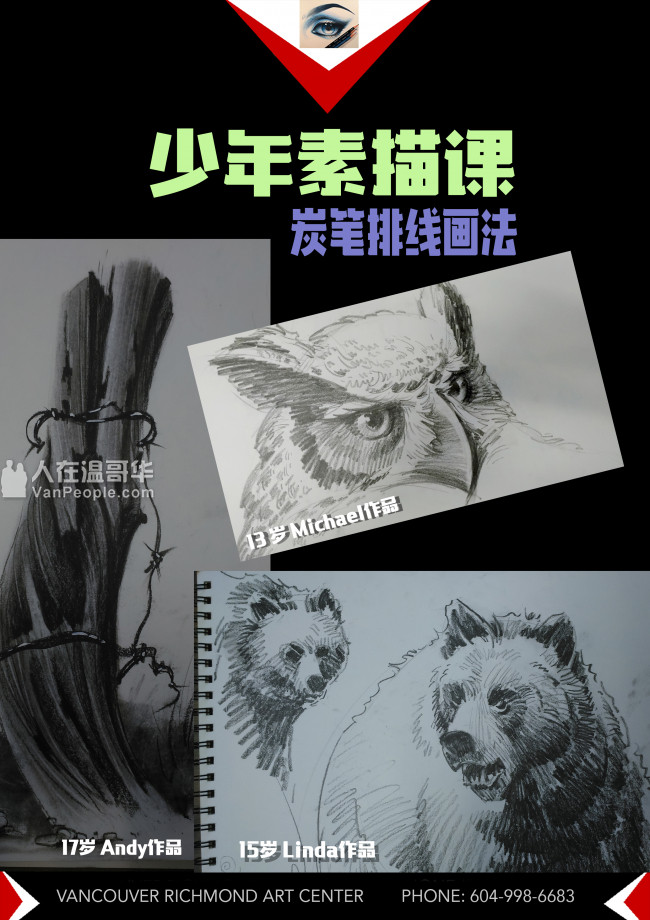 少年素描课
炭笔排线画法
人在温哥华
VanPeople.com
13岁 Michael作品
17岁 Andy作品
15岁 Linda作品
VANCOUVER RICHMOND ART CENTER
PHONE: 604-998-6683